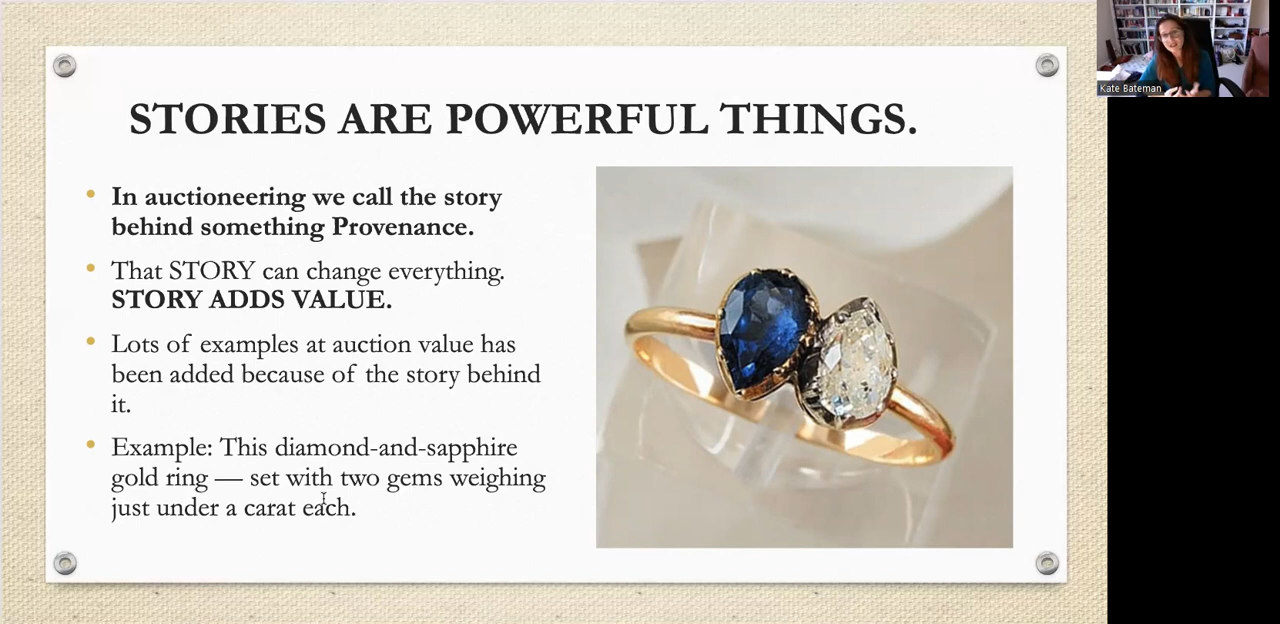 STORIES ARE POWERFUL THINGS.
In auctioneering we call the story
behind something Provenance.
That STORY can change everything.
STORY ADDS VALUE.
Lots of examples at auction value has
been added because of the story behind
it.
Example: This diamond-and-sapphire
gold ring — set with two gems weighing
just under a carat each.
Kate Bateman